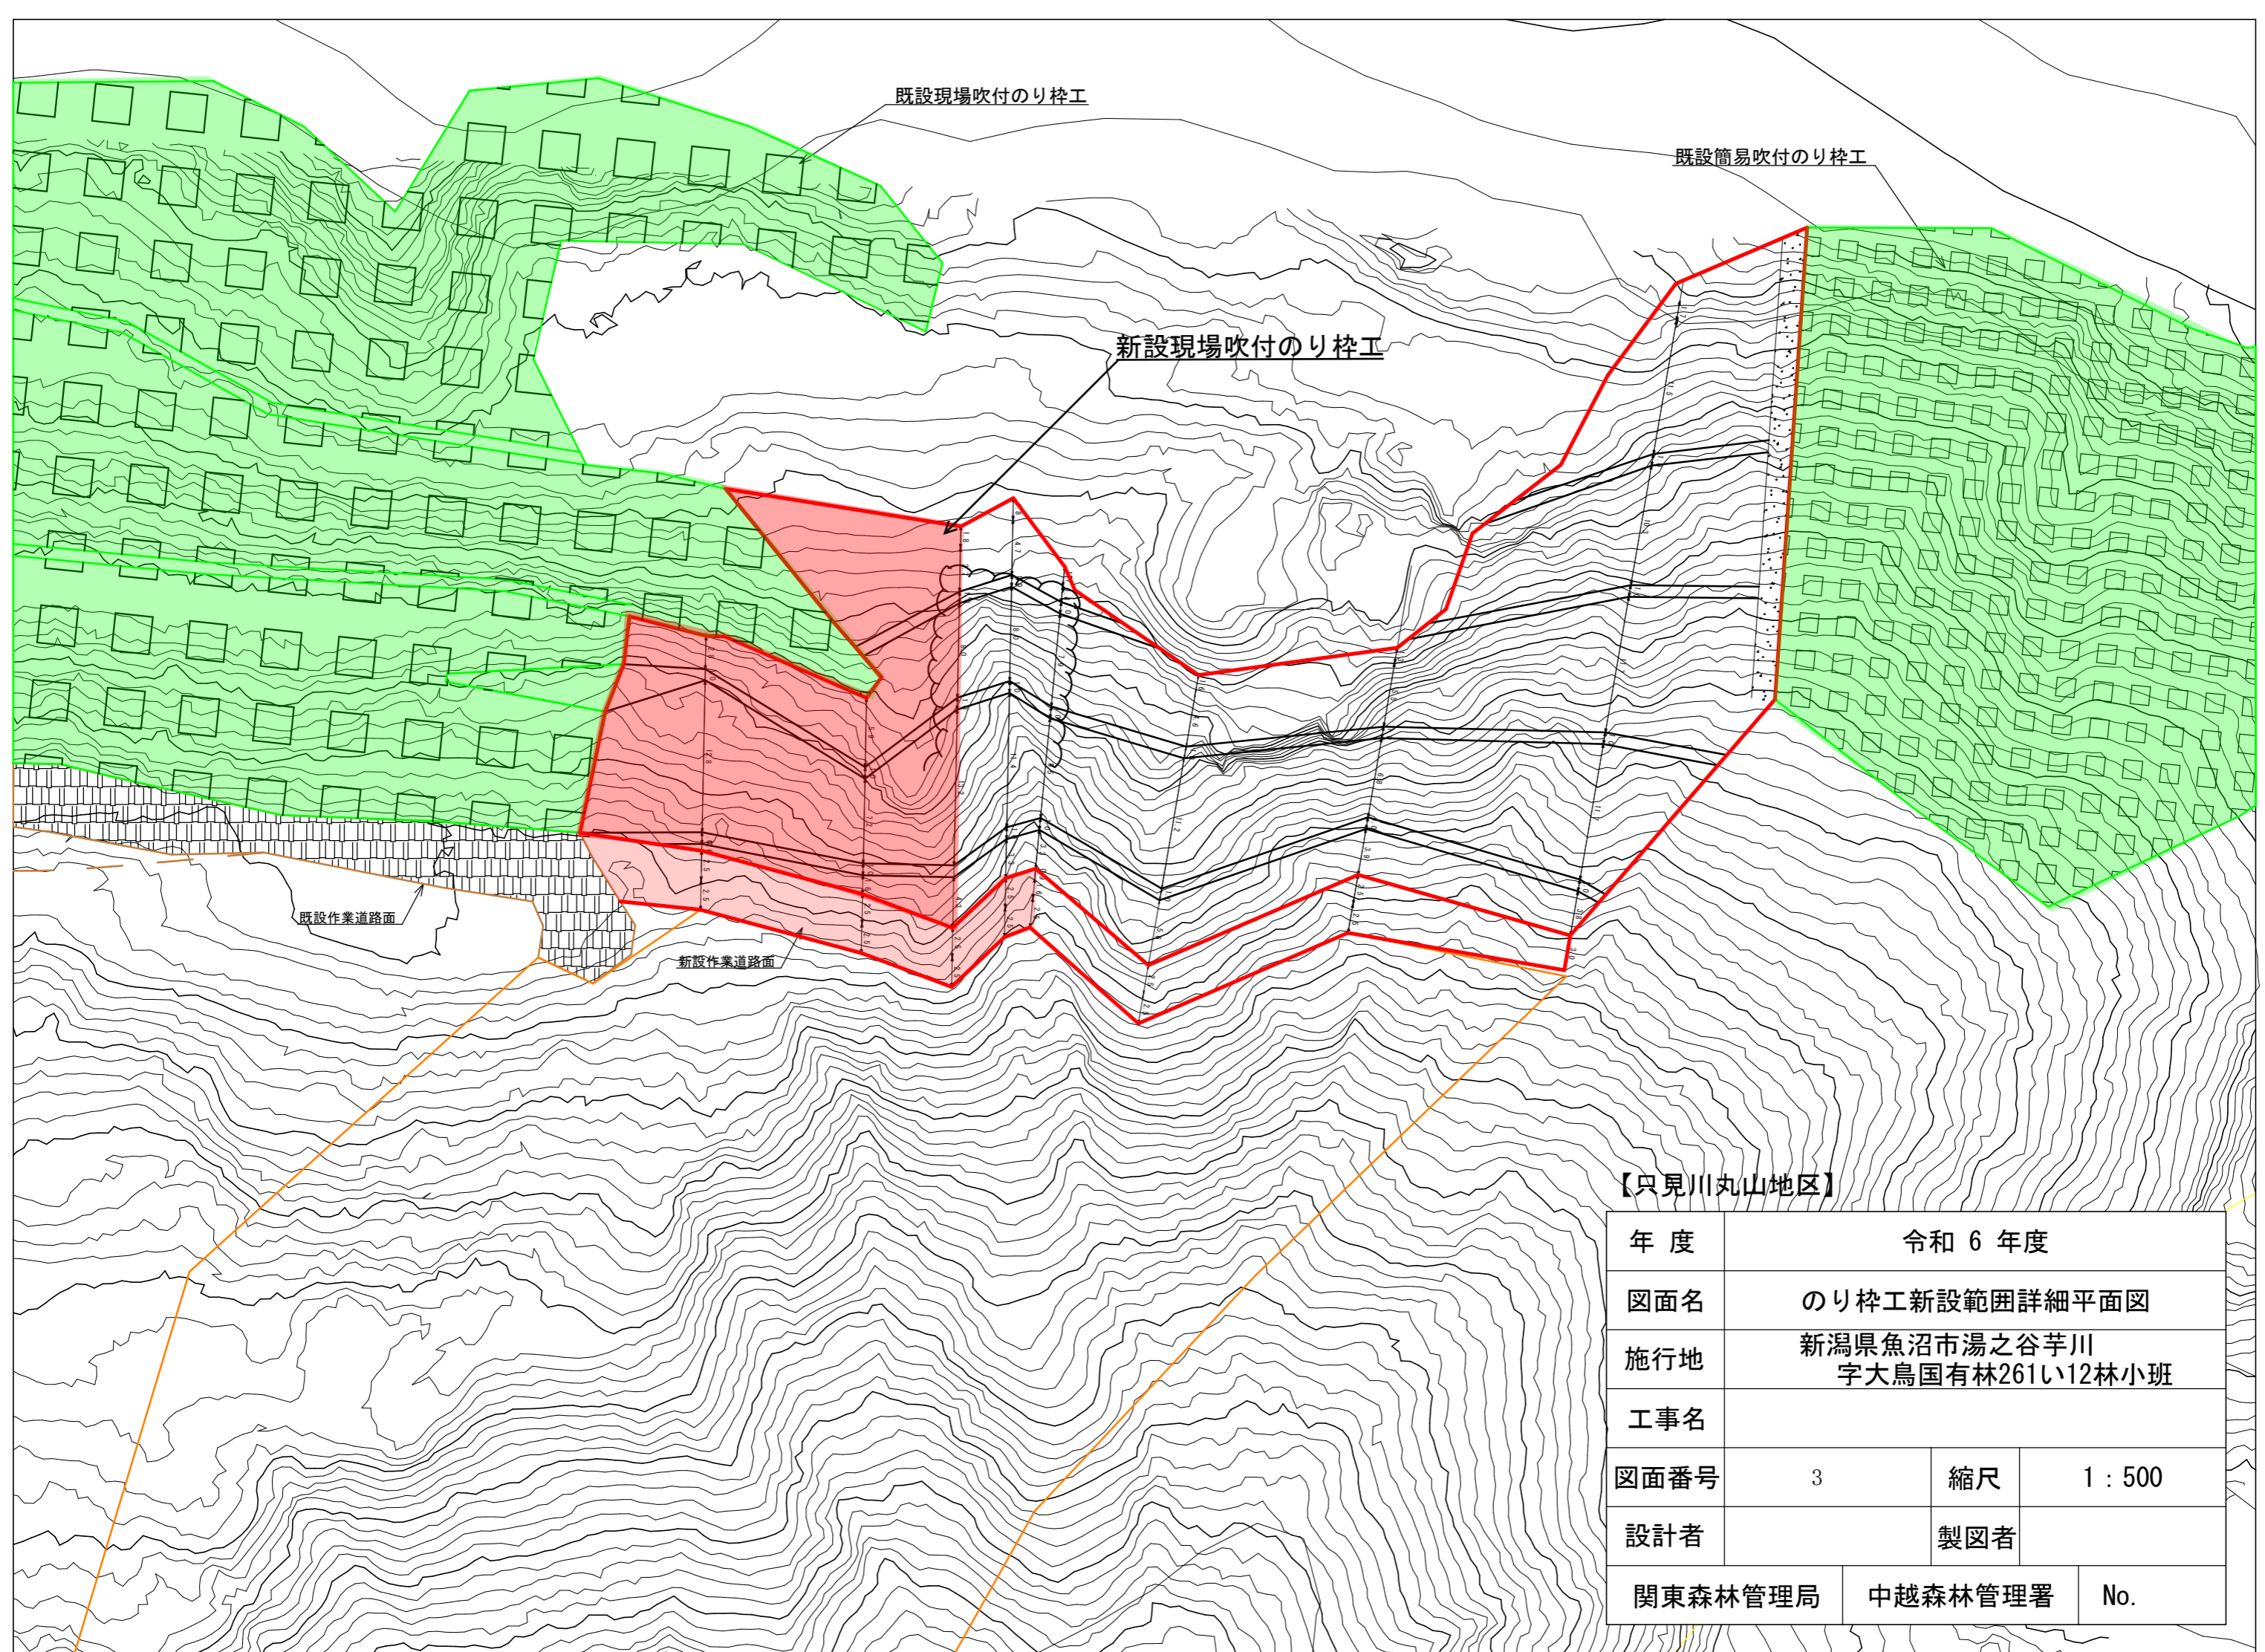 既設現場吹付のり枠工
既設簡易吹付のり枠工
新設現場吹付のり枠工
既設作業道路面
新設作業道路面
【只見川丸山地区】
年 度 令和 6 年度
図面名 のり枠工新設範囲詳細平面図
施行地 新潟県魚沼市湯之谷芋川
字大鳥国有林261い12林小班
工事名
図面番号 3 縮尺 1：500
設計者 製図者
関東森林管理局 中越森林管理署 No.